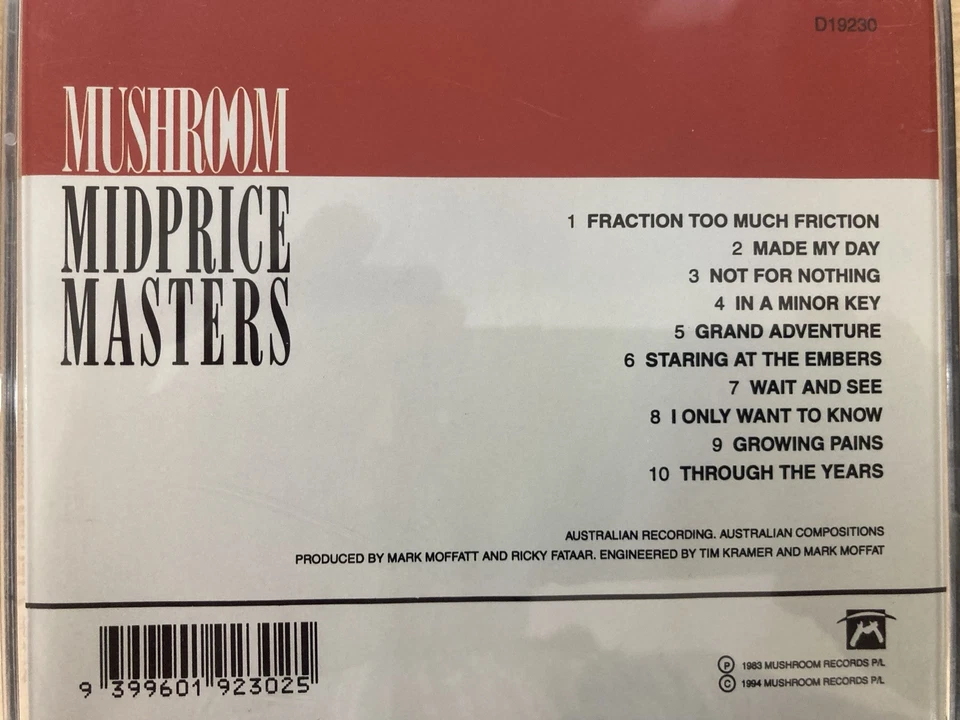 D19230
MUSHROOM
MIDPRICE
MASTERS
1 FRACTION TOO MUCH FRICTION
2 MADE MY DAY
3 NOT FOR NOTHING
4 IN A MINOR KEY
5 GRAND ADVENTURE
6 STARING AT THE EMBERS
7 WAIT AND SEE
8 I ONLY WANT TO KNOW
9 GROWING PAINS
10 THROUGH THE YEARS
AUSTRALIAN RECORDING. AUSTRALIAN COMPOSITIONS
PRODUCED BY MARK MOFFATT AND RICKY FATAAR. ENGINEERED BY TIM KRAMER AND MARK MOFFAT
9 399601 923025
Ⓟ 1983 MUSHROOM RECORDS P/L
© 1994 MUSHROOM RECORDS P/L